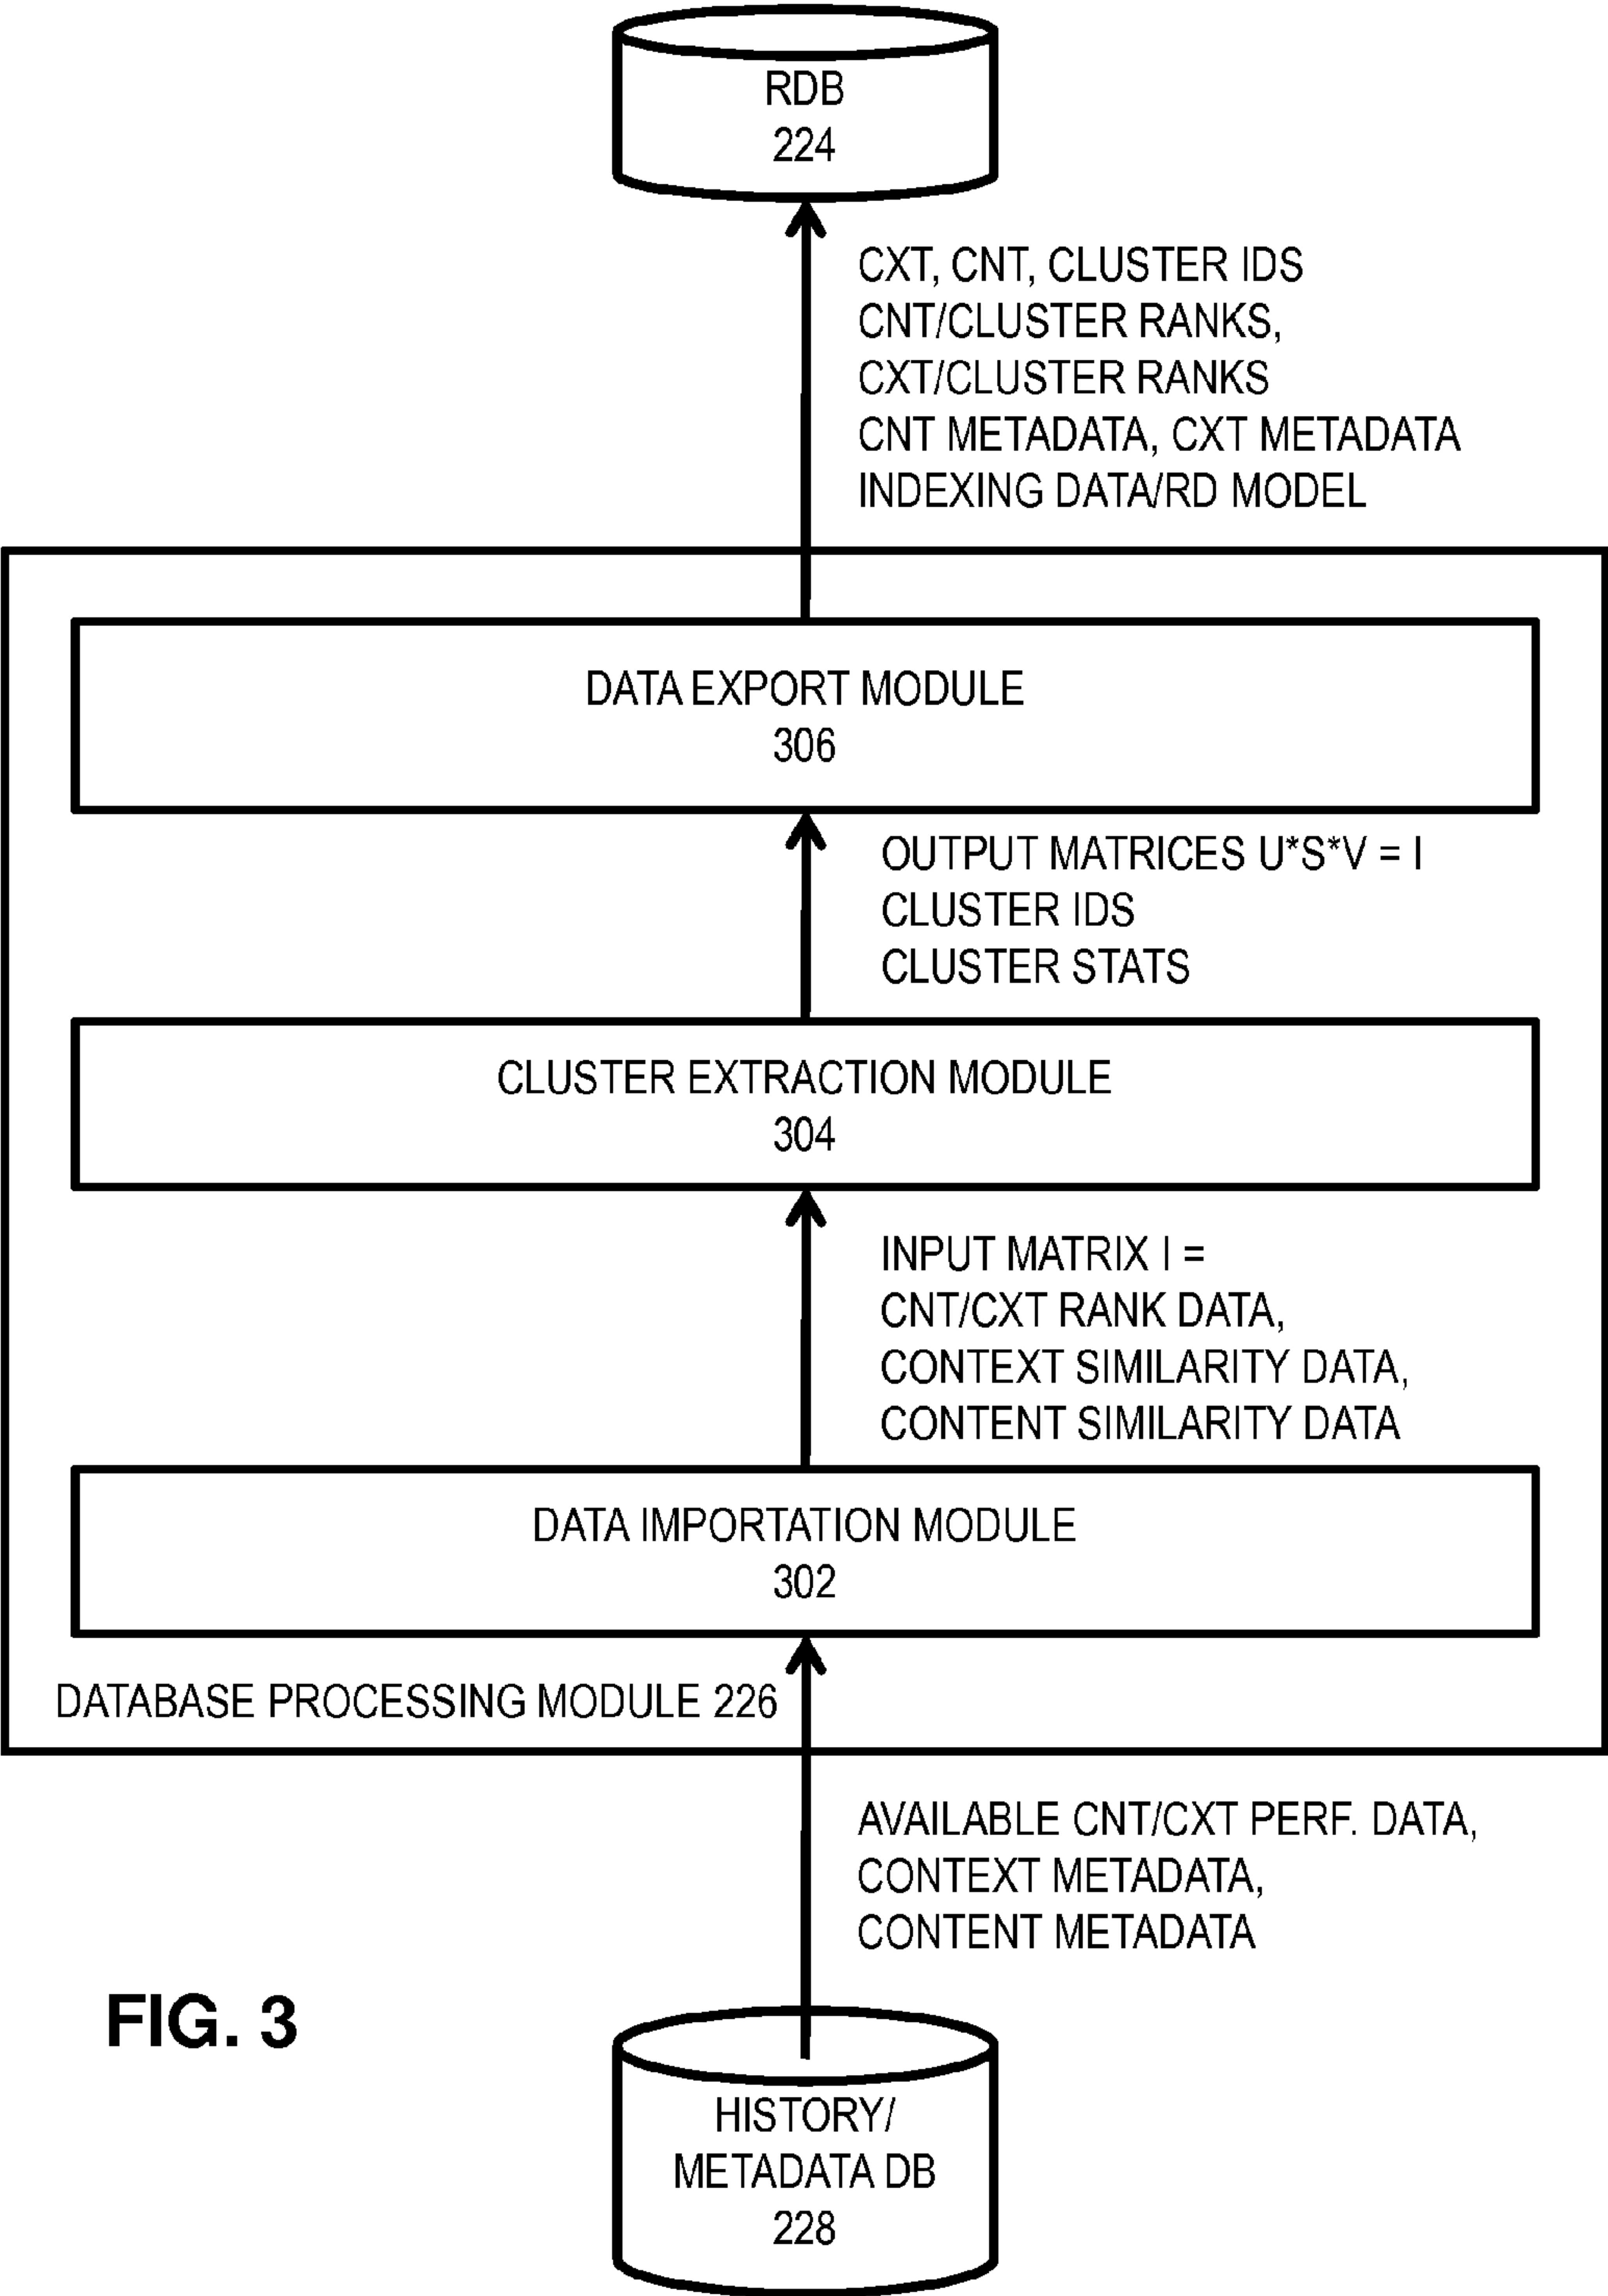 RDB
224
CXT, CNT, CLUSTER IDS
CNT/CLUSTER RANKS,
CXT/CLUSTER RANKS
CNT METADATA, CXT METADATA
INDEXING DATA/RD MODEL
DATA EXPORT MODULE
306
OUTPUT MATRICES U*S*V = I
CLUSTER IDS
CLUSTER STATS
CLUSTER EXTRACTION MODULE
304
INPUT MATRIX I =
CNT/CXT RANK DATA,
CONTEXT SIMILARITY DATA,
CONTENT SIMILARITY DATA
DATA IMPORTATION MODULE
302
DATABASE PROCESSING MODULE 226
AVAILABLE CNT/CXT PERF. DATA,
CONTEXT METADATA,
CONTENT METADATA
FIG. 3
HISTORY/
METADATA DB
228